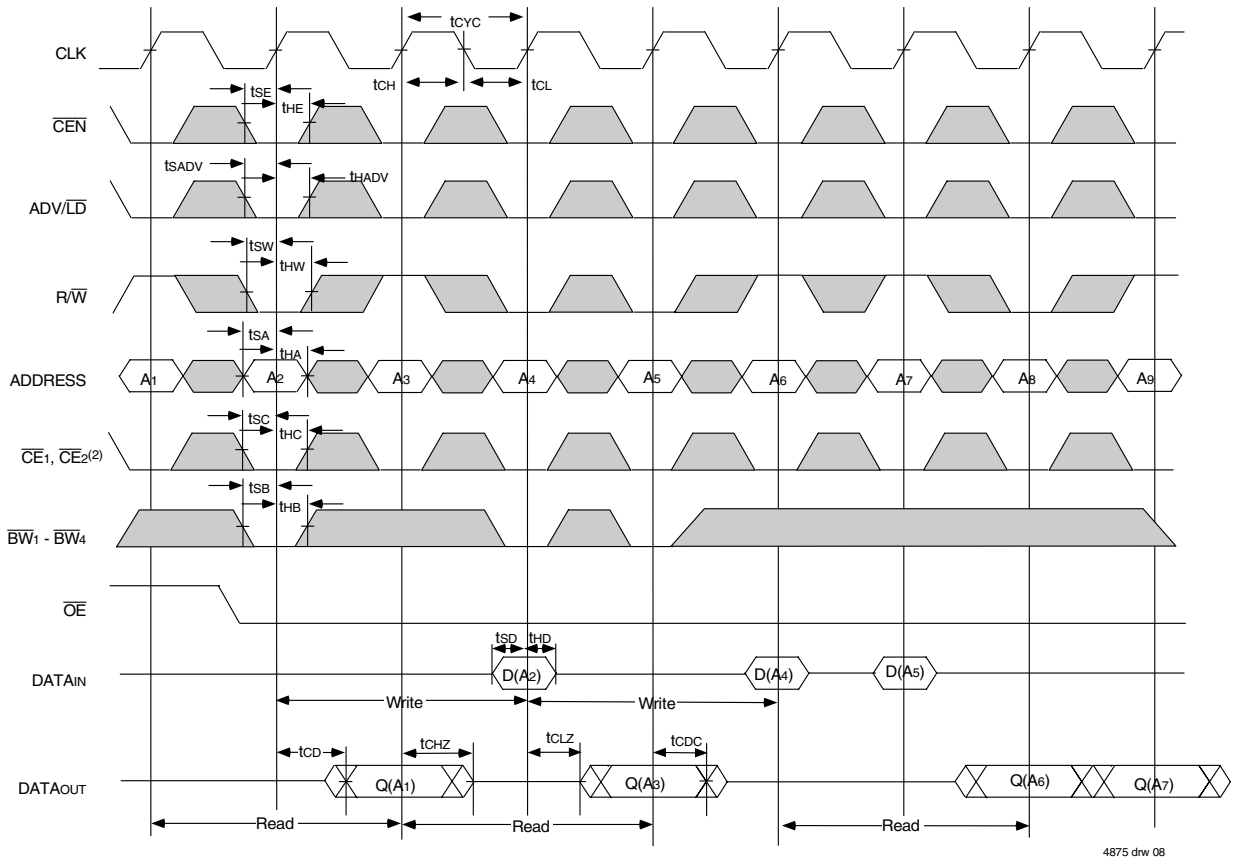 tCYC
CLK
tCH
tCL
tSE
tHE
CEN
tSADV
tHADV
ADV/LD
tSW
tHW
R/W
tSA
tHA
ADDRESS A1 A2 A3 A4 A5 A6 A7 A8 A9
tSC
tHC
CE1, CE2(2)
tSB
tHB
BW1 - BW4
OE
tSD tHD
DATAIN D(A2) D(A4) D(A5)
Write Write
tCD tCHZ tCLZ tCDC
DATAOUT Q(A1) Q(A3) Q(A6) Q(A7)
Read Read Read
4875 drw 08